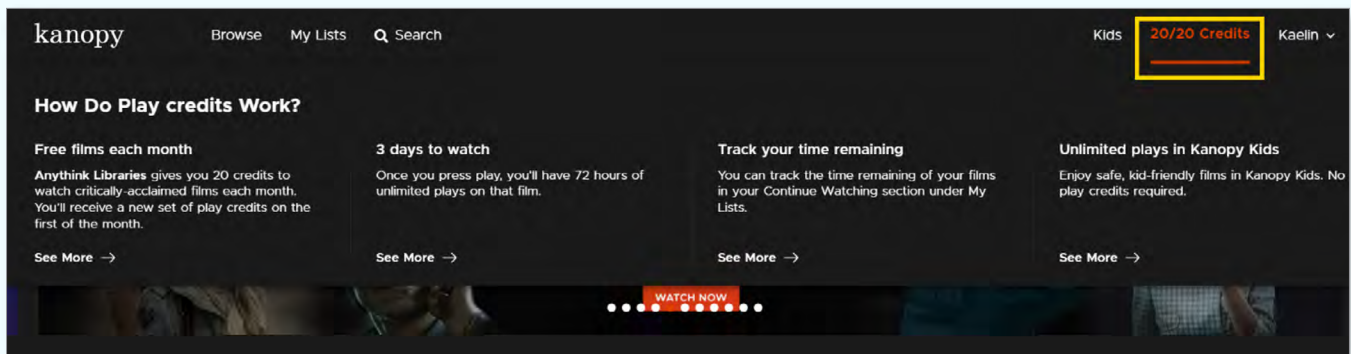 kanopy Browse My Lists Search Kids 20/20 Credits Kaelin
How Do Play credits Work?
Free films each month
Anythink Libraries gives you 20 credits to
watch critically-acclaimed films each month.
You'll receive a new set of play credits on the
first of the month.
See More →
3 days to watch
Once you press play, you'll have 72 hours of
unlimited plays on that film.
See More →
Track your time remaining
You can track the time remaining of your films
in your Continue Watching section under My
Lists.
See More →
Unlimited plays in Kanopy Kids
Enjoy safe, kid-friendly films in Kanopy Kids. No
play credits required.
See More →
WATCH NOW